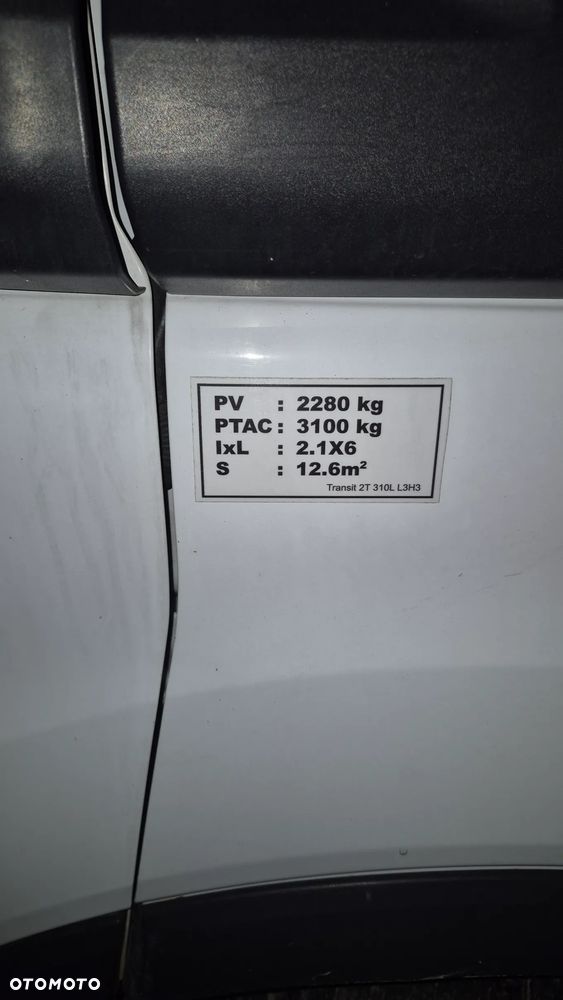 PV : 2280 kg
PTAC : 3100 kg
IxL : 2.1X6
S : 12.6m²
Transit 2T 310L L3H3
OTOMOTO